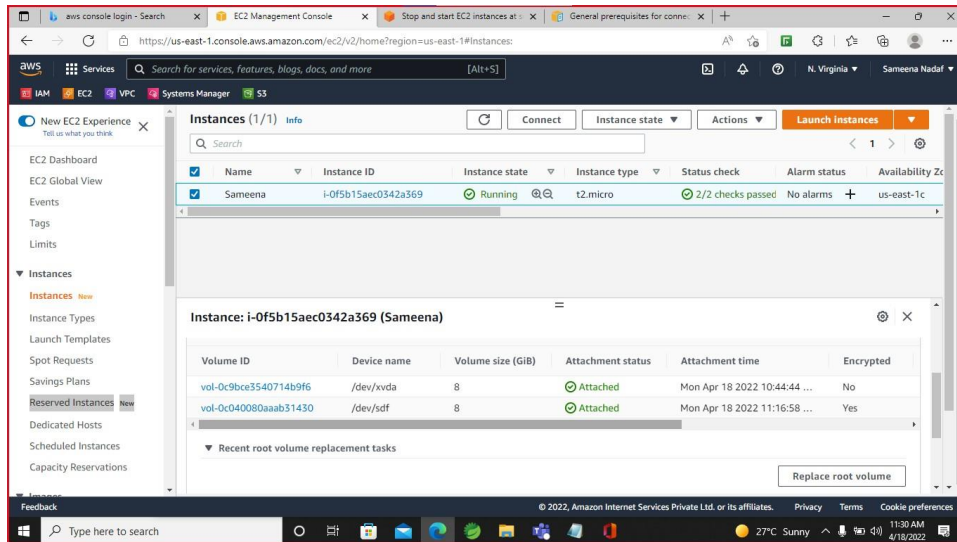 aws console login - Search
EC2 Management Console
Stop and start EC2 instances at s
General prerequisites for connec
https://us-east-1.console.aws.amazon.com/ec2/v2/home?region=us-east-1#Instances:
aws
Services
Search for services, features, blogs, docs, and more
[Alt+S]
N. Virginia
Sameena Nadaf
IAM
EC2
VPC
Systems Manager
S3
New EC2 Experience
Tell us what you think
EC2 Dashboard
EC2 Global View
Events
Tags
Limits
Instances
Instances New
Instance Types
Launch Templates
Spot Requests
Savings Plans
Reserved Instances New
Dedicated Hosts
Scheduled Instances
Capacity Reservations
Images
Instances (1/1) Info
Connect
Instance state
Actions
Launch instances
Search
1
Name Instance ID Instance state Instance type Status check Alarm status Availability Zo
Sameena i-0f5b15aec0342a369 Running t2.micro 2/2 checks passed No alarms + us-east-1c
Instance: i-0f5b15aec0342a369 (Sameena)
Volume ID Device name Volume size (GiB) Attachment status Attachment time Encrypted
vol-0c9bce3540714b9f6 /dev/xvda 8 Attached Mon Apr 18 2022 10:44:44 ... No
vol-0c040080aaab31430 /dev/sdf 8 Attached Mon Apr 18 2022 11:16:58 ... Yes
Recent root volume replacement tasks
Replace root volume
Feedback
© 2022, Amazon Internet Services Private Ltd. or its affiliates.
Privacy
Terms
Cookie preferences
Type here to search
27°C Sunny
11:30 AM
4/18/2022